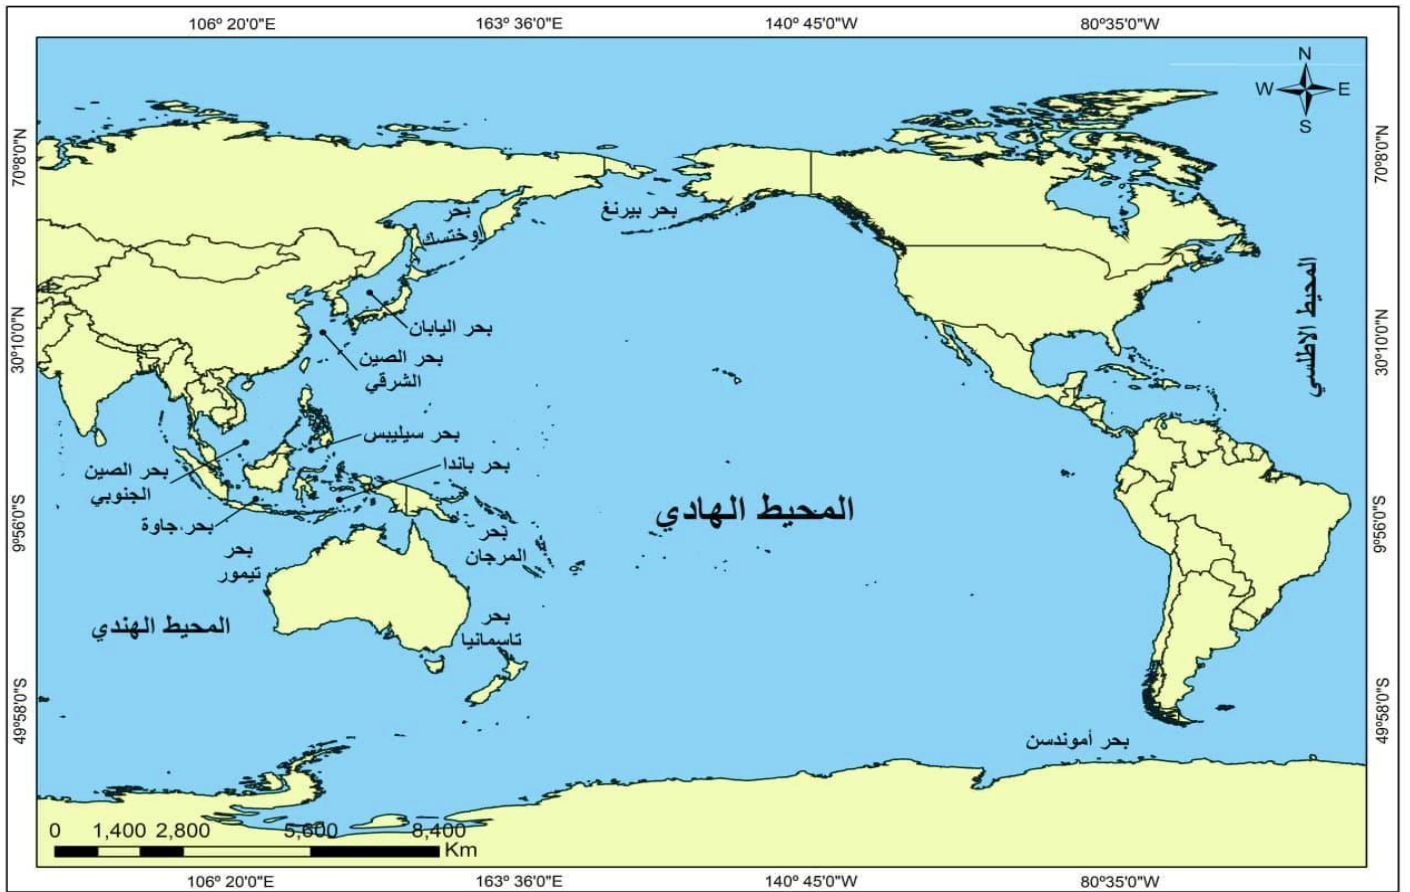 106° 20'0"E
163° 36'0"E
140° 45'0"W
80°35'0"W
N
W
E
S
70°8'0"N
70°8'0"N
بحر
اوختسك
بحر بيرنغ
المحيط الاطلسي
30°10'0"N
30°10'0"N
بحر اليابان
بحر الصين
الشرقي
بحر سيليبس
بحر باندا
بحر الصين
الجنوبي
المحيط الهادي
9°56'0"S
9°56'0"S
بحر جاوة
بحر
المرجان
بحر
تيمور
بحر
تاسمانيا
المحيط الهندي
49°58'0"S
49°58'0"S
بحر أموندسن
0 1,400 2,800 5,600 8,400
Km
106° 20'0"E
163° 36'0"E
140° 45'0"W
80°35'0"W